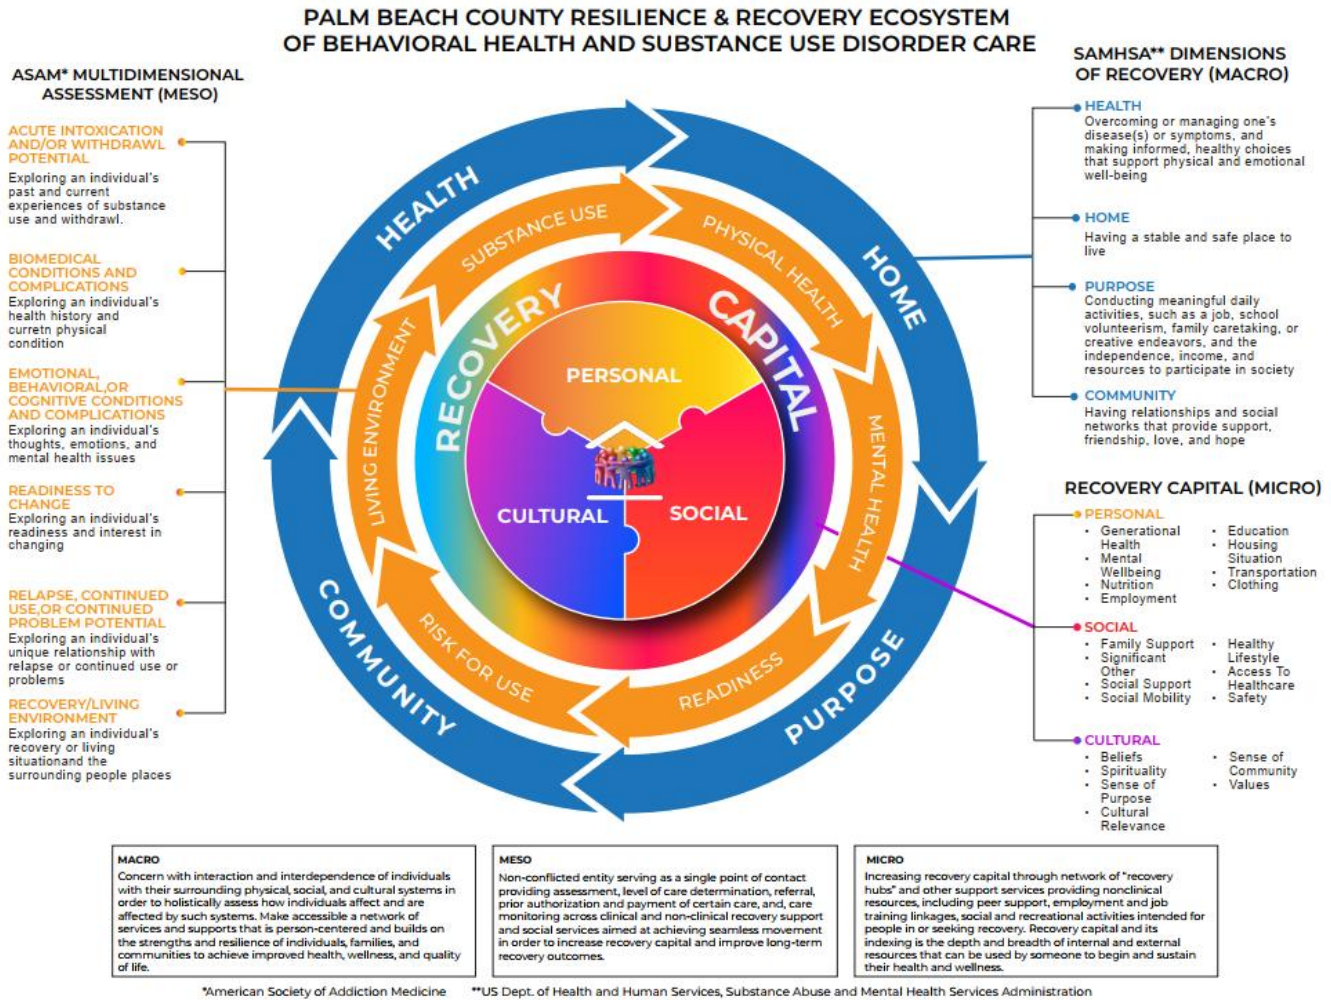 PALM BEACH COUNTY RESILIENCE & RECOVERY ECOSYSTEM
OF BEHAVIORAL HEALTH AND SUBSTANCE USE DISORDER CARE
ASAM* MULTIDIMENSIONAL
ASSESSMENT (MESO)
ACUTE INTOXICATION
AND/OR WITHDRAWL
POTENTIAL
Exploring an individual's
past and current
experiences of substance
use and withdrawl.
BIOMEDICAL
CONDITIONS AND
COMPLICATIONS
Exploring an individual's
health history and
curretn physical
condition
EMOTIONAL,
BEHAVIORAL,OR
COGNITIVE CONDITIONS
AND COMPLICATIONS
Exploring an individual's
thoughts, emotions, and
mental health issues
READINESS TO
CHANGE
Exploring an individual's
readiness and interest in
changing
RELAPSE, CONTINUED
USE,OR CONTINUED
PROBLEM POTENTIAL
Exploring an individual's
unique relationship with
relapse or continued use or
problems
RECOVERY/LIVING
ENVIRONMENT
Exploring an individual's
recovery or living
situationand the
surrounding people places
HEALTH
HOME
PURPOSE
COMMUNITY
SUBSTANCE USE
PHYSICAL HEALTH
MENTAL HEALTH
READINESS
RISK FOR USE
LIVING ENVIRONMENT
RECOVERY
CAPITAL
PERSONAL
CULTURAL
SOCIAL
SAMHSA** DIMENSIONS
OF RECOVERY (MACRO)
HEALTH
Overcoming or managing one's
disease(s) or symptoms, and
making informed, healthy choices
that support physical and emotional
well-being
HOME
Having a stable and safe place to
live
PURPOSE
Conducting meaningful daily
activities, such as a job, school
volunteerism, family caretaking, or
creative endeavors, and the
independence, income, and
resources to participate in society
COMMUNITY
Having relationships and social
networks that provide support,
friendship, love, and hope
RECOVERY CAPITAL (MICRO)
PERSONAL
• Generational
Health
• Mental
Wellbeing
• Nutrition
• Employment
• Education
• Housing
Situation
• Transportation
• Clothing
SOCIAL
• Family Support
• Significant
Other
• Social Support
• Social Mobility
• Healthy
Lifestyle
• Access To
Healthcare
• Safety
CULTURAL
• Beliefs
• Spirituality
• Sense of
Purpose
• Cultural
Relevance
• Sense of
Community
• Values
MACRO
Concern with interaction and interdependence of individuals
with their surrounding physical, social, and cultural systems in
order to holistically assess how individuals affect and are
affected by such systems. Make accessible a network of
services and supports that is person-centered and builds on
the strengths and resilience of individuals, families, and
communities to achieve improved health, wellness, and quality
of life.
MESO
Non-conflicted entity serving as a single point of contact
providing assessment, level of care determination, referral,
prior authorization and payment of certain care, and, care
monitoring across clinical and non-clinical recovery support
and social services aimed at achieving seamless movement
in order to increase recovery capital and improve long-term
recovery outcomes.
MICRO
Increasing recovery capital through network of "recovery
hubs" and other support services providing nonclinical
resources, including peer support, employment and job
training linkages, social and recreational activities intended for
people in or seeking recovery. Recovery capital and its
indexing is the depth and breadth of internal and external
resources that can be used by someone to begin and sustain
their health and wellness.
*American Society of Addiction Medicine **US Dept. of Health and Human Services, Substance Abuse and Mental Health Services Administration